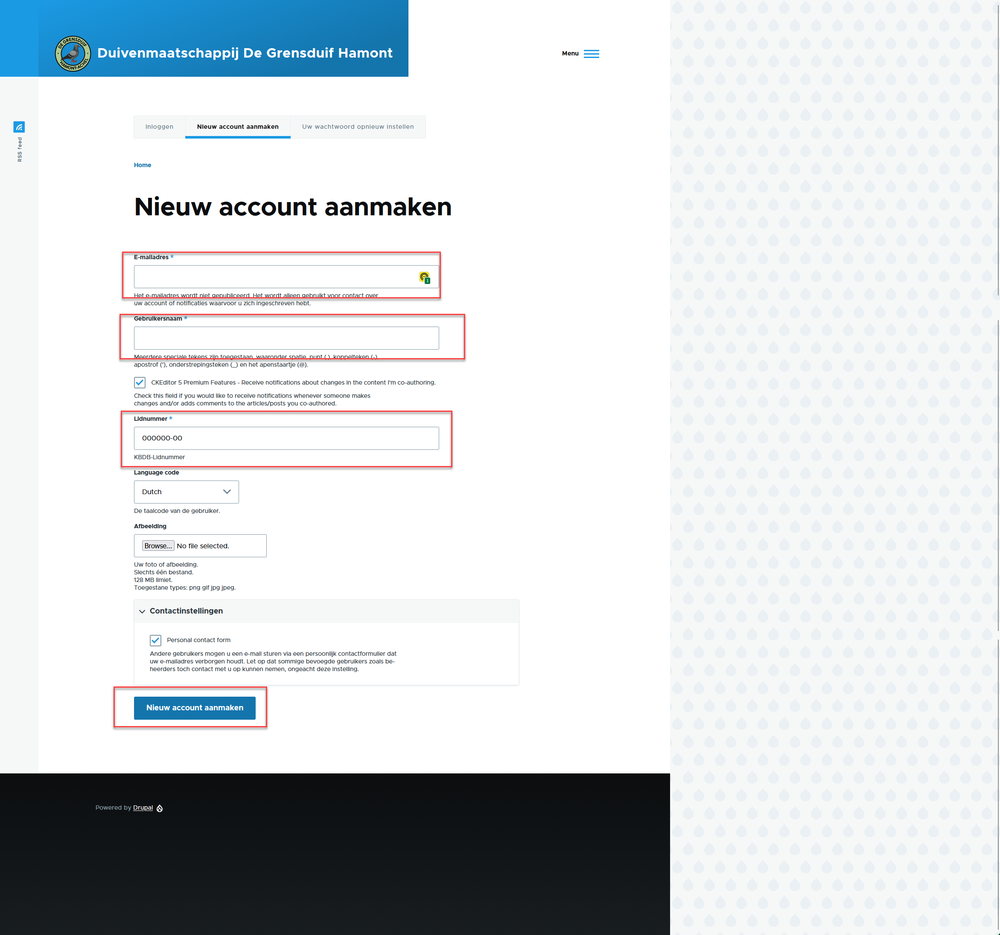 DE GRENSDUIF
HAMONT-ACHEL
Duivenmaatschappij De Grensduif Hamont
Menu
RSS feed
Inloggen
Nieuw account aanmaken
Uw wachtwoord opnieuw instellen
Home
Nieuw account aanmaken
E-mailadres *
1
Het e-mailadres wordt niet gepubliceerd. Het wordt alleen gebruikt voor contact over
uw account of notificaties waarvoor u zich ingeschreven hebt.
Gebruikersnaam *
Meerdere speciale tekens zijn toegestaan, waaronder spatie, punt (.), koppelteken (-),
apostrof ('), onderstrepingsteken (_) en het apenstaartje (@).
CKEditor 5 Premium Features - Receive notifications about changes in the content I'm co-authoring.
Check this field if you would like to receive notifications whenever someone makes
changes and/or adds comments to the articles/posts you co-authored.
Lidnummer *
000000-00
KBDB-Lidnummer
Language code
Dutch
De taalcode van de gebruiker.
Afbeelding
Browse... No file selected.
Uw foto of afbeelding.
Slechts één bestand.
128 MB limiet.
Toegestane types: png gif jpg jpeg.
Contactinstellingen
Personal contact form
Andere gebruikers mogen u een e-mail sturen via een persoonlijk contactformulier dat
uw e-mailadres verborgen houdt. Let op dat sommige bevoegde gebruikers zoals be-
heerders toch contact met u op kunnen nemen, ongeacht deze instelling.
Nieuw account aanmaken
Powered by Drupal